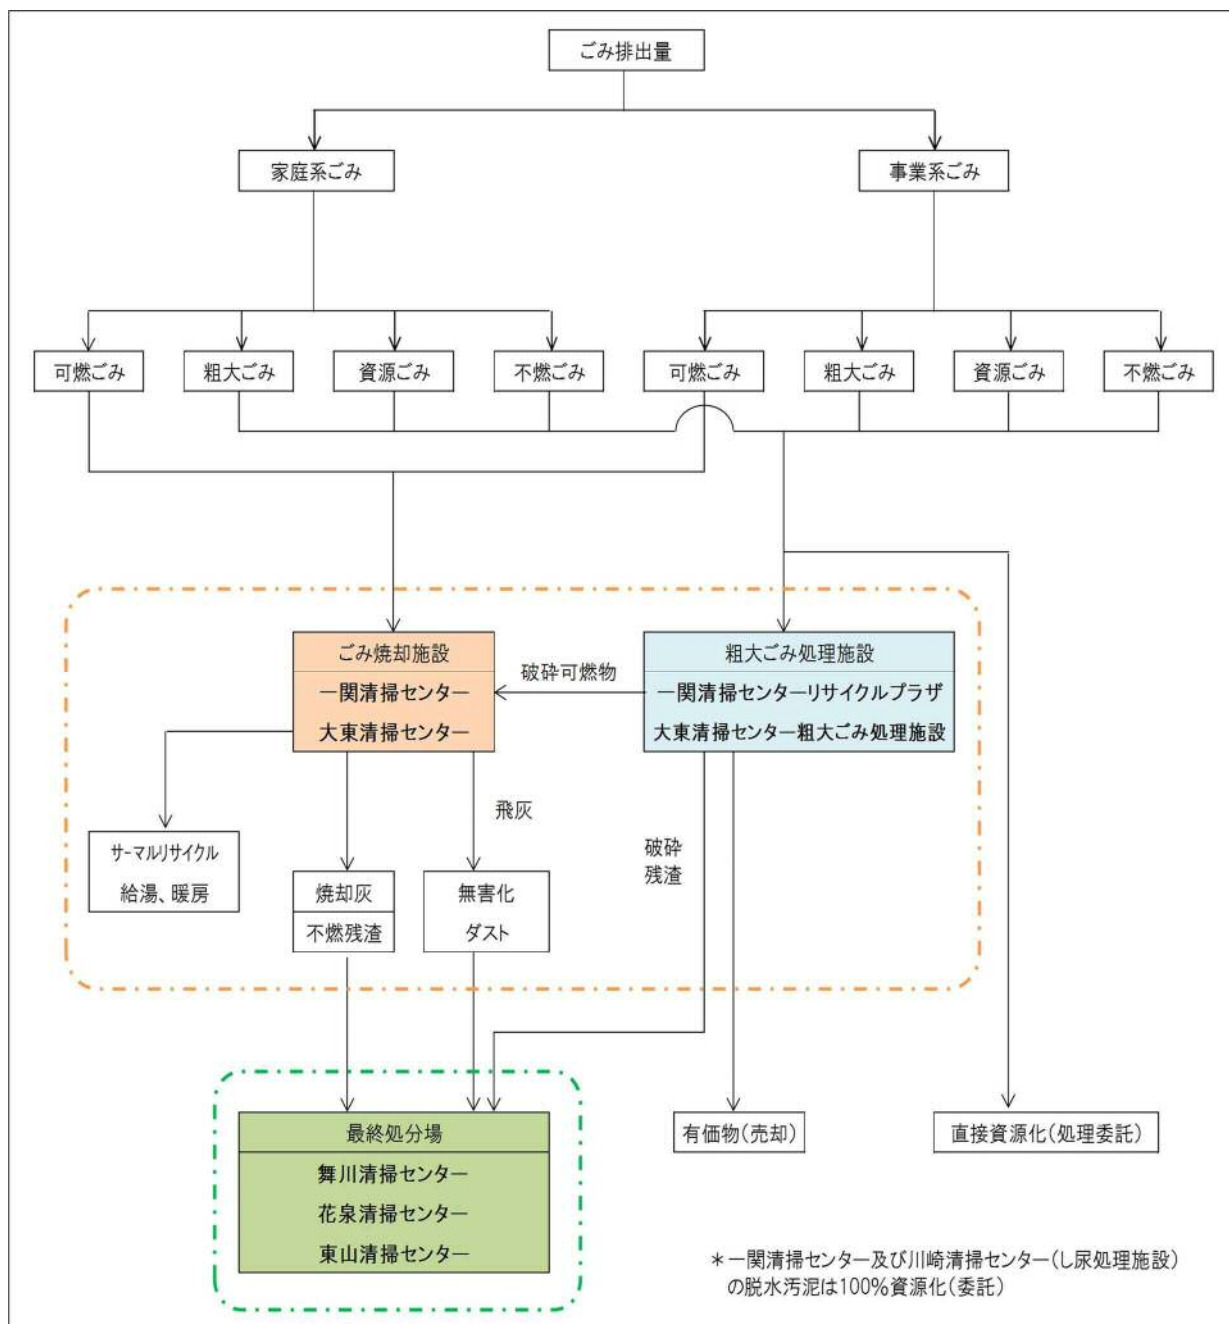 ごみ排出量
家庭系ごみ
事業系ごみ
可燃ごみ
粗大ごみ
資源ごみ
不燃ごみ
可燃ごみ
粗大ごみ
資源ごみ
不燃ごみ
ごみ焼却施設
一関清掃センター
大東清掃センター
破砕可燃物
粗大ごみ処理施設
一関清掃センターリサイクルプラザ
大東清掃センター粗大ごみ処理施設
サーマルリサイクル
給湯、暖房
焼却灰
不燃残渣
飛灰
無害化
ダスト
破砕
残渣
最終処分場
舞川清掃センター
花泉清掃センター
東山清掃センター
有価物(売却)
直接資源化(処理委託)
*一関清掃センター及び川崎清掃センター(し尿処理施設)
の脱水汚泥は100%資源化(委託)